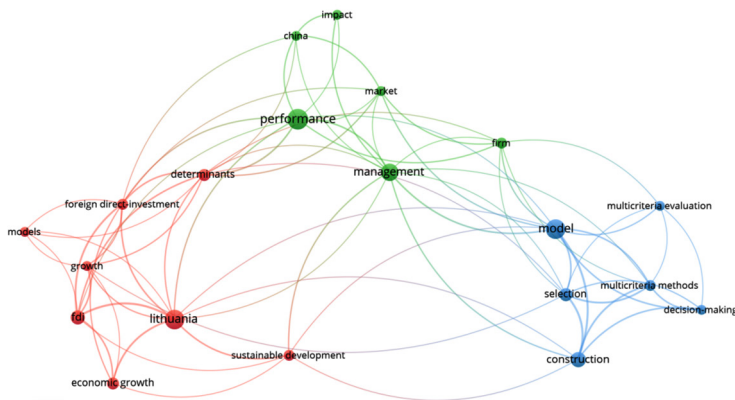 impact
china
market
performance
firm
management
determinants
foreign direct-investment
multicriteria evaluation
models
model
growth
multicriteria methods
selection
decision-making
fdi
lithuania
sustainable development
construction
economic growth